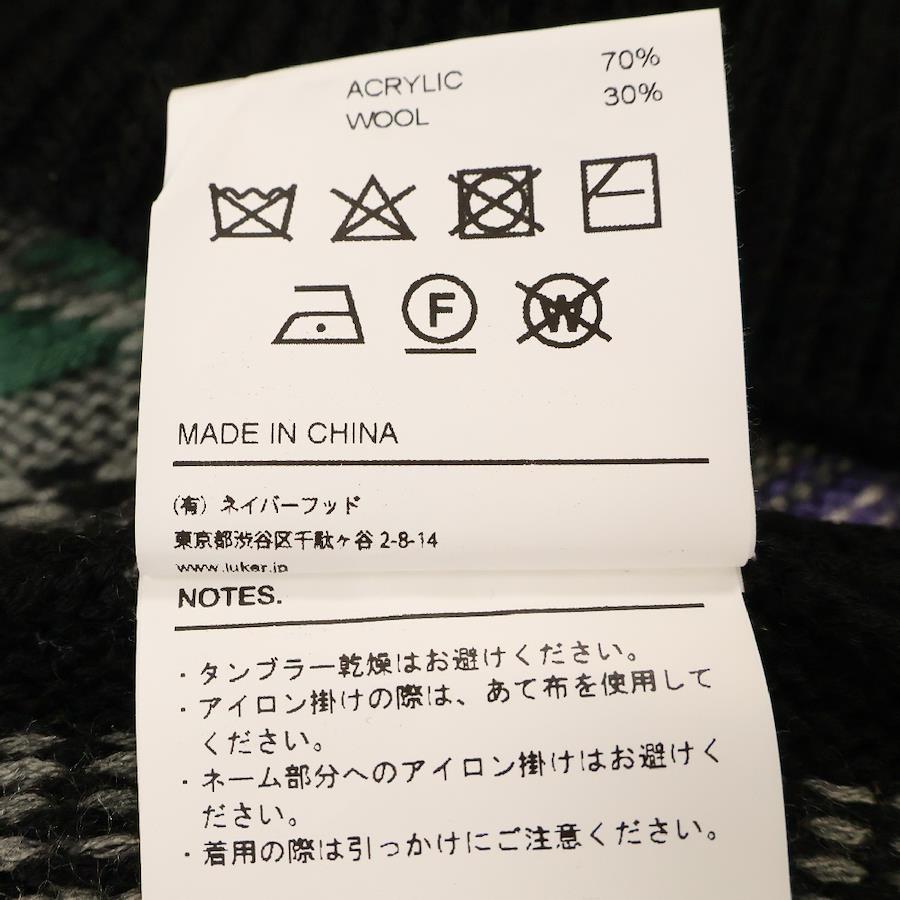 ACRYLIC 70%
WOOL 30%
F W
MADE IN CHINA
(有) ネイバーフッド
東京都渋谷区千駄ヶ谷 2-8-14
www.luker.jp
NOTES.
・タンブラー乾燥はお避けください。
・アイロン掛けの際は、あて布を使用して
ください。
・ネーム部分へのアイロン掛けはお避けく
ださい。
・着用の際は引っかけにご注意ください。